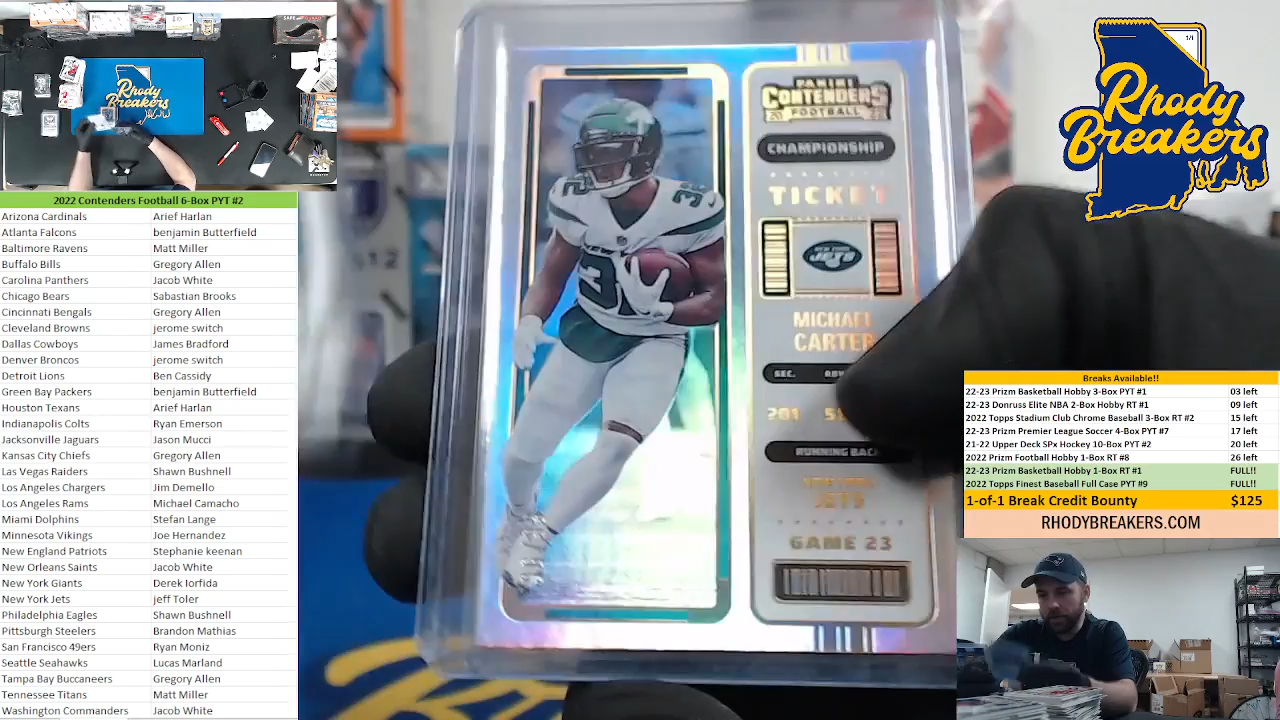 2022 Contenders Football 6-Box PYT #2
Arizona Cardinals Arief Harlan
Atlanta Falcons benjamin Butterfield
Baltimore Ravens Matt Miller
Buffalo Bills Gregory Allen
Carolina Panthers Jacob White
Chicago Bears Sabastian Brooks
Cincinnati Bengals Gregory Allen
Cleveland Browns jerome switch
Dallas Cowboys James Bradford
Denver Broncos jerome switch
Detroit Lions Ben Cassidy
Green Bay Packers benjamin Butterfield
Houston Texans Arief Harlan
Indianapolis Colts Ryan Emerson
Jacksonville Jaguars Jason Mucci
Kansas City Chiefs Gregory Allen
Las Vegas Raiders Shawn Bushnell
Los Angeles Chargers Jim Demello
Los Angeles Rams Michael Camacho
Miami Dolphins Stefan Lange
Minnesota Vikings Joe Hernandez
New England Patriots Stephanie keenan
New Orleans Saints Jacob White
New York Giants Derek Iorfida
New York Jets jeff Toler
Philadelphia Eagles Shawn Bushnell
Pittsburgh Steelers Brandon Mathias
San Francisco 49ers Ryan Moniz
Seattle Seahawks Lucas Marland
Tampa Bay Buccaneers Gregory Allen
Tennessee Titans Matt Miller
Washington Commanders Jacob White
Rhody
Breakers
PANINI
CONTENDERS
FOOTBALL
CHAMPIONSHIP
TICKET
JETS
MICHAEL
CARTER
SEC.
201
RUNNING BACK
JETS
GAME 23
32
32
1/1
Rhody
Breakers
Breaks Available!!
22-23 Prizm Basketball Hobby 3-Box PYT #1 03 left
22-23 Donruss Elite NBA 2-Box Hobby RT #1 09 left
2022 Topps Stadium Club Chrome Baseball 3-Box RT #2 15 left
22-23 Prizm Premier League Soccer 4-Box PYT #7 17 left
21-22 Upper Deck SPx Hockey 10-Box PYT #2 20 left
2022 Prizm Football Hobby 1-Box RT #8 26 left
22-23 Prizm Basketball Hobby 1-Box RT #1 FULL!!
2022 Topps Finest Baseball Full Case PYT #9 FULL!!
1-of-1 Break Credit Bounty $125
RHODYBREAKERS.COM